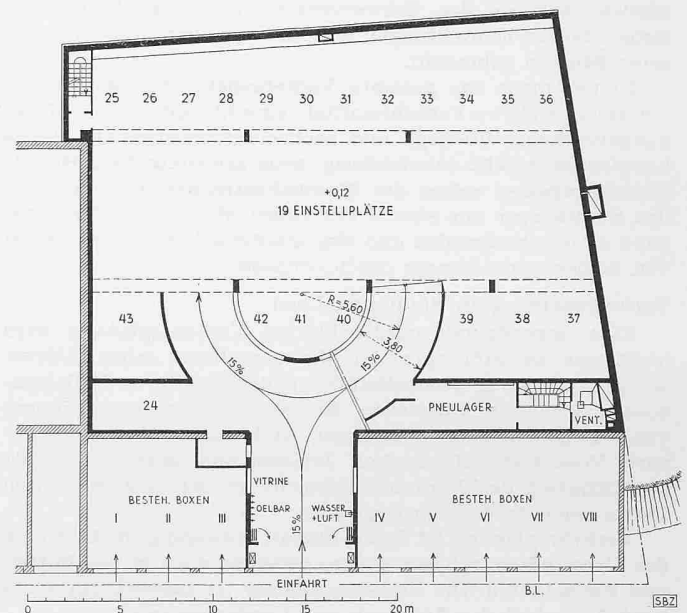 25 26 27 28 29 30 31 32 33 34 35 36
+0,12
19 EINSTELLPLÄTZE
R=5,60
43 42 41 40 39 38 37
3,80
15% 15%
24
PNEULAGER
VENT.
VITRINE
BESTEH. BOXEN OELBAR WASSER +LUFT BESTEH. BOXEN
I II III 15% IV V VI VII VIII
EINFAHRT B.L.
0 5 10 15 20 m
SBZ